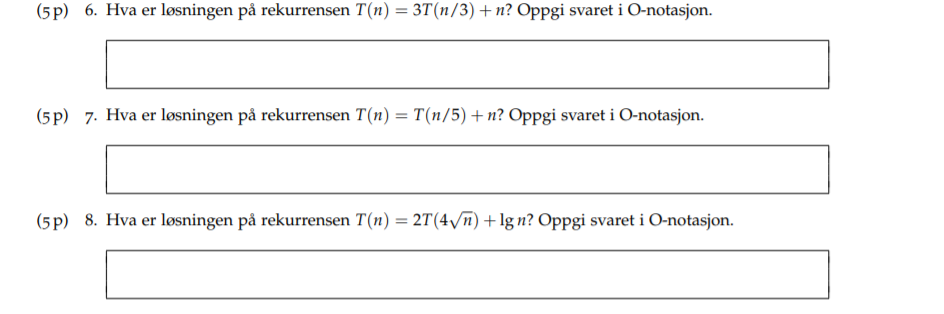 (5 p) 6. Hva er løsningen på rekurrensen T(n) = 3T(n/3) + n? Oppgi svaret i O-notasjon.
(5 p) 7. Hva er løsningen på rekurrensen T(n) = T(n/5) + n? Oppgi svaret i O-notasjon.
(5 p) 8. Hva er løsningen på rekurrensen T(n) = 2T(4√n) + lg n? Oppgi svaret i O-notasjon.